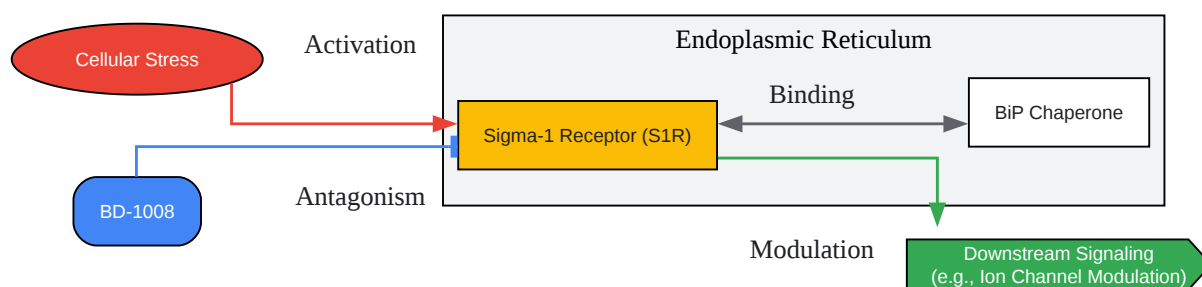 Endoplasmic Reticulum
Activation
Cellular Stress
Binding
BiP Chaperone
Sigma-1 Receptor (S1R)
Antagonism
BD-1008
Modulation
Downstream Signaling
(e.g., Ion Channel Modulation)